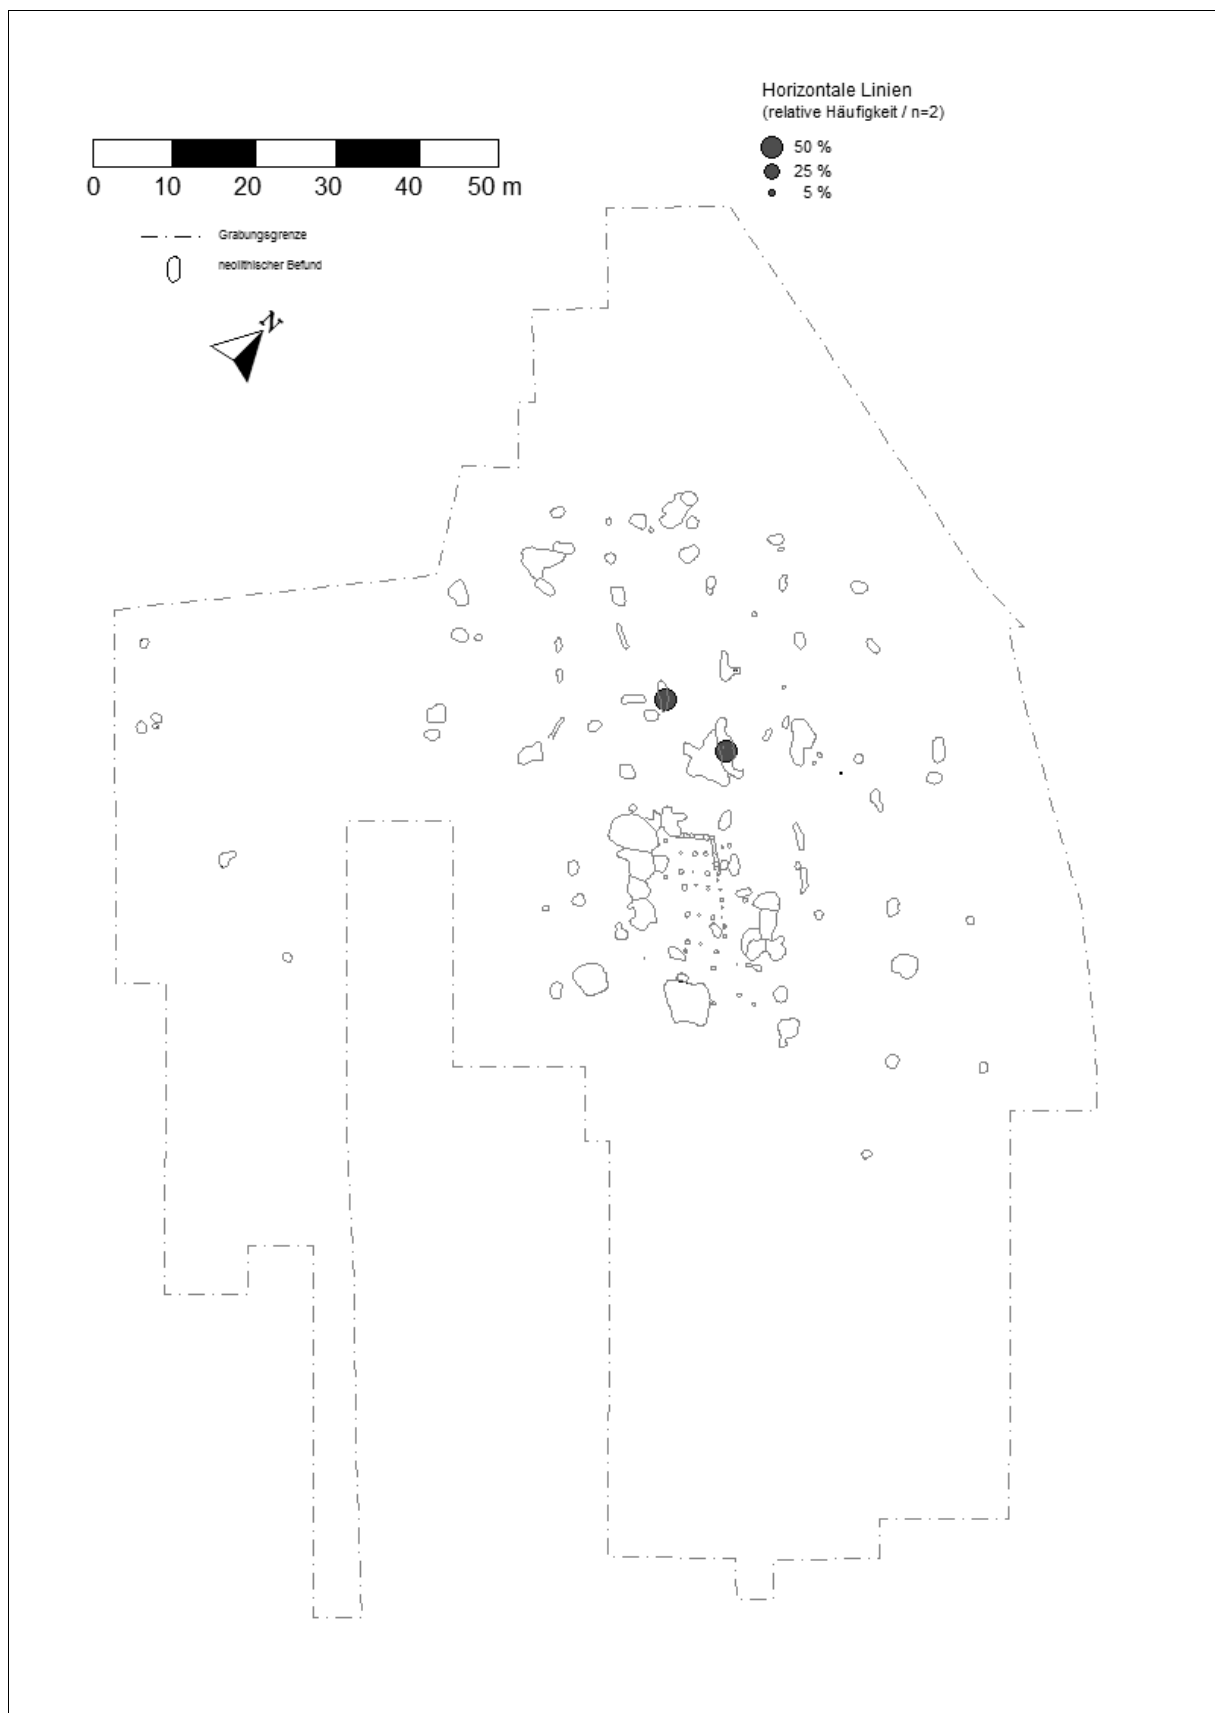 Horizontale Linien
(relative Häufigkeit / n=2)
50 %
25 %
5 %
0 10 20 30 40 50 m
Grabungsgrenze
neolithischer Befund
N